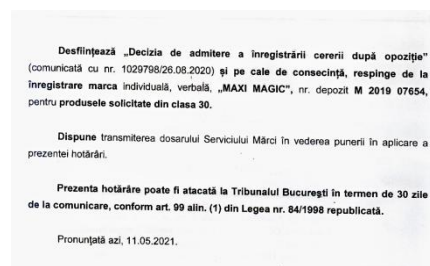 Desființează „Decizia de admitere a înregistrării cererii după opoziție"
(comunicată cu nr. 1029798/26.08.2020) și pe cale de consecință, respinge de la
înregistrare marca individuală, verbală, „MAXI MAGIC", nr. depozit M 2019 07654,
pentru produsele solicitate din clasa 30.
Dispune transmiterea dosarului Serviciului Mărci în vederea punerii în aplicare a
prezentei hotărâri.
Prezenta hotărâre poate fi atacată la Tribunalul București în termen de 30 zile
de la comunicare, conform art. 99 alin. (1) din Legea nr. 84/1998 republicată.
Pronunțată azi, 11.05.2021.